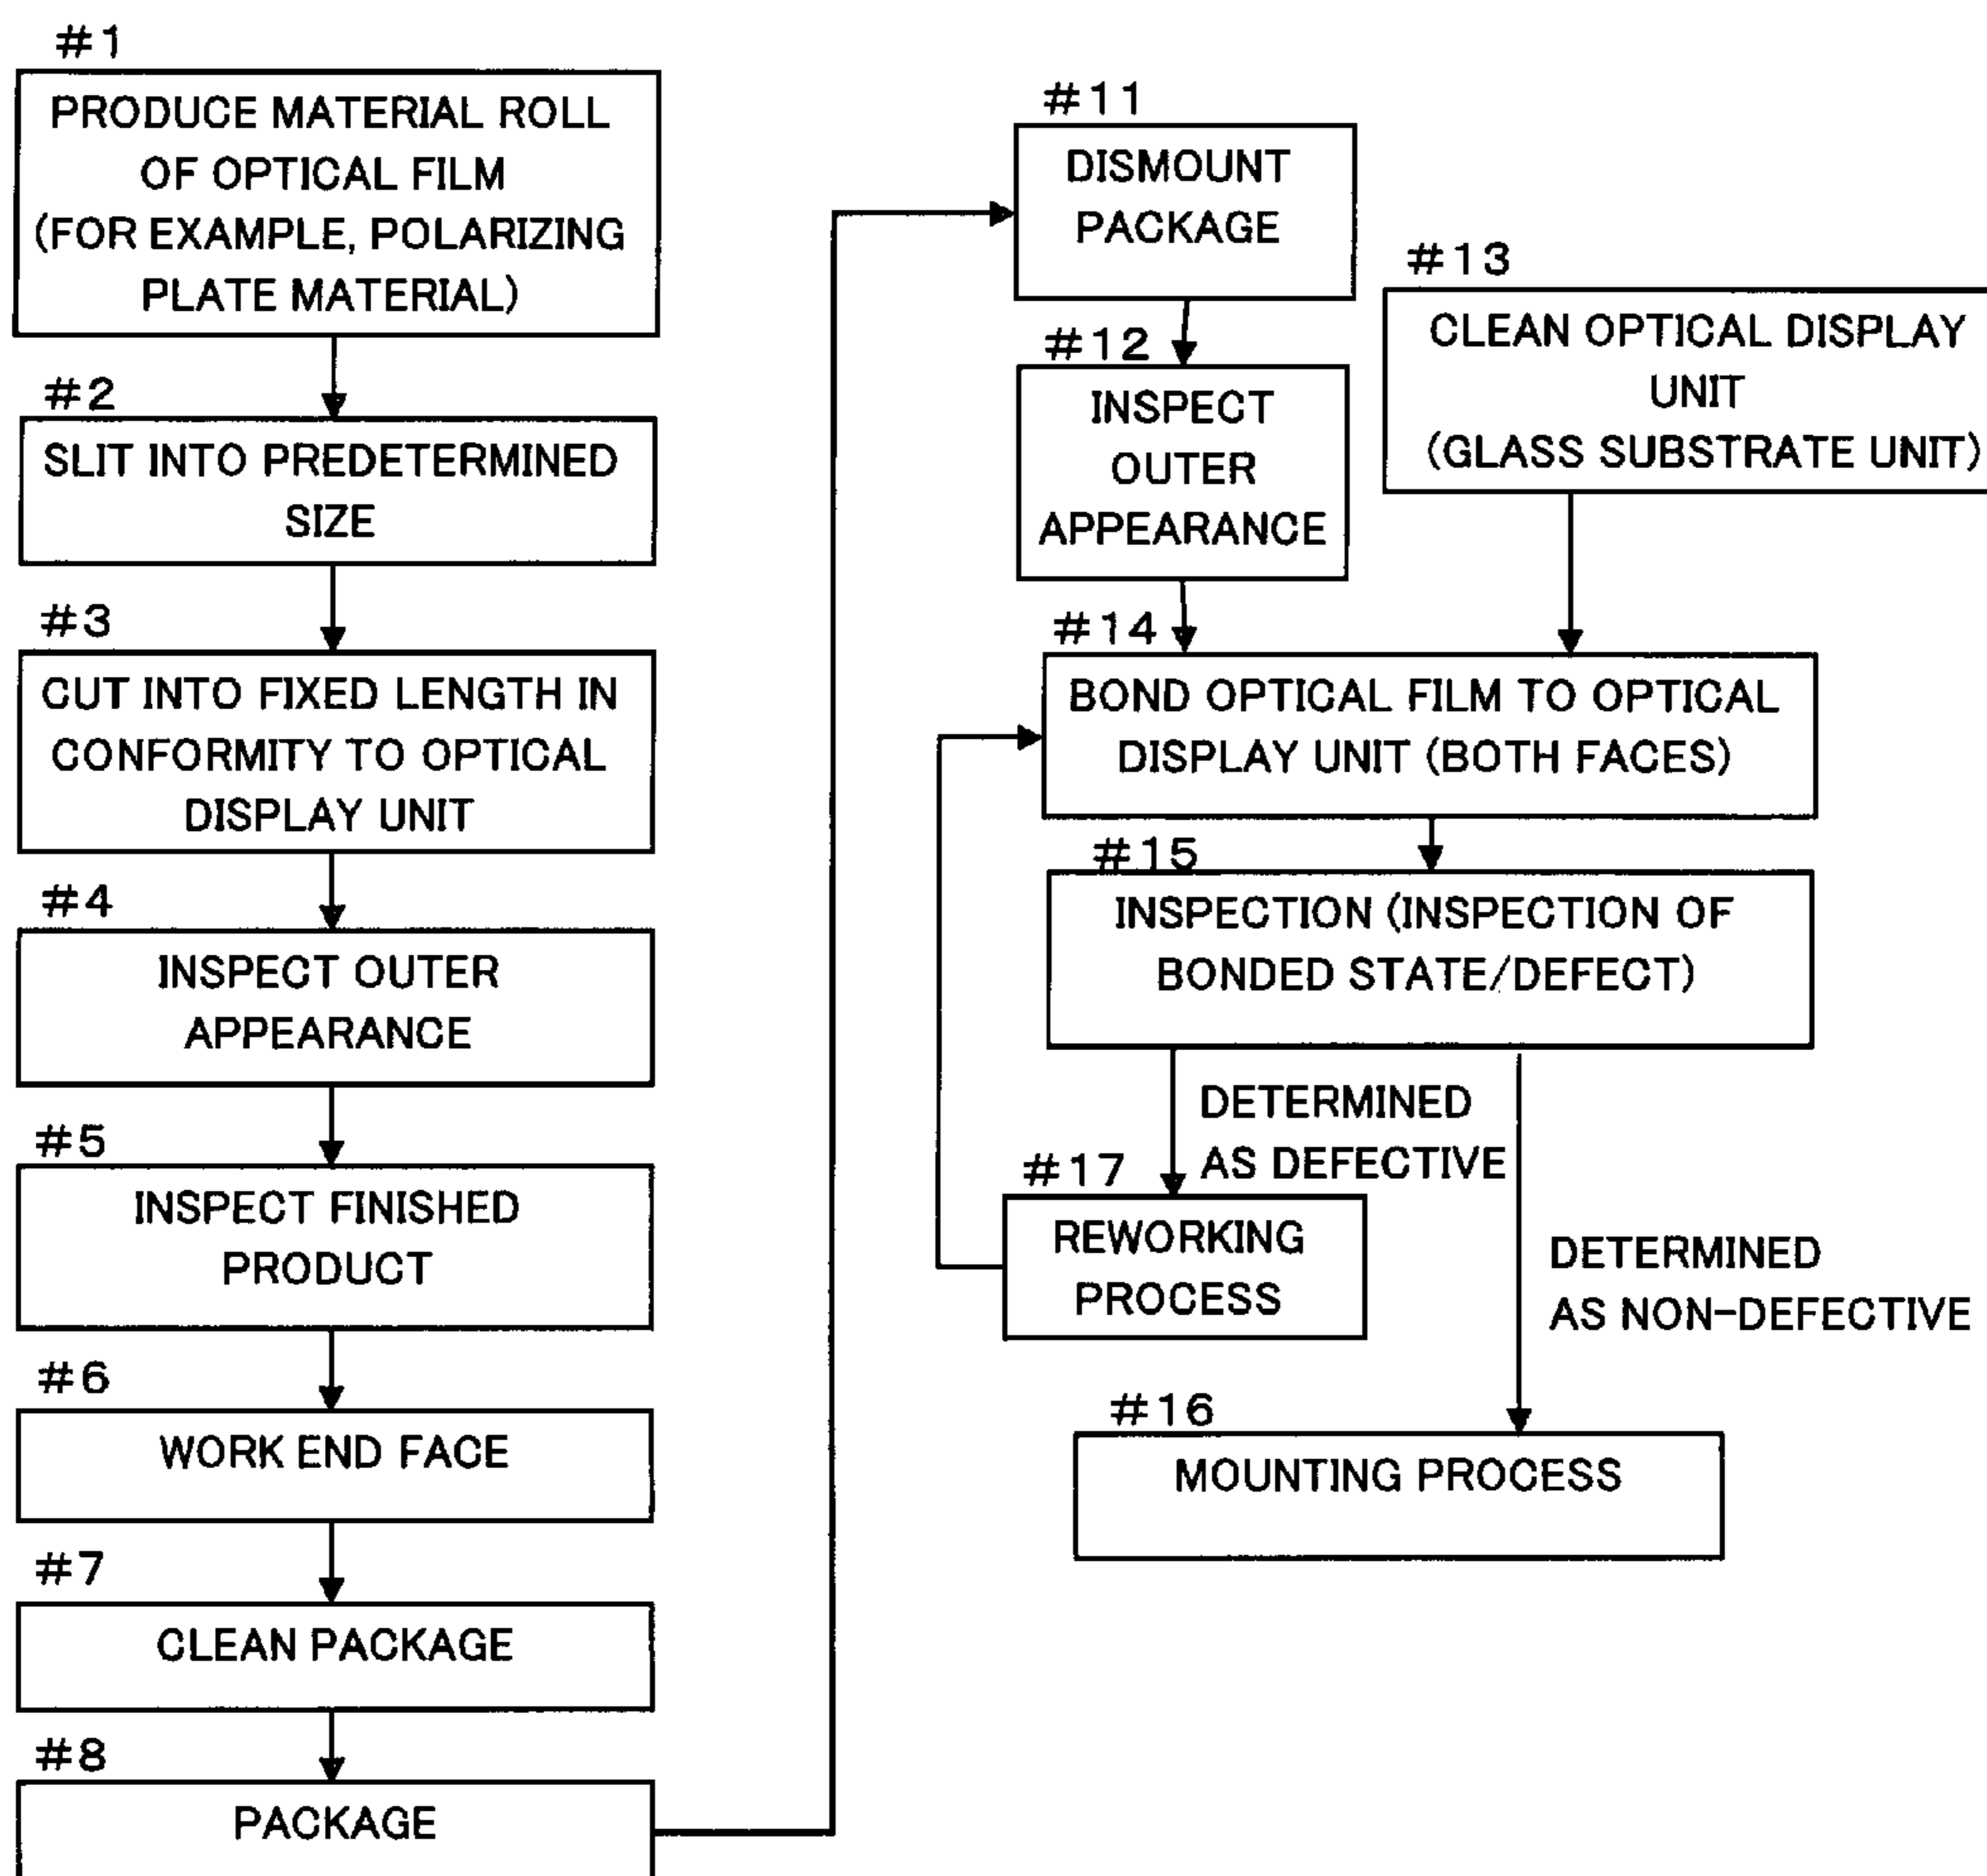 #1
PRODUCE MATERIAL ROLL
OF OPTICAL FILM
(FOR EXAMPLE, POLARIZING
PLATE MATERIAL)
#2
SLIT INTO PREDETERMINED
SIZE
#3
CUT INTO FIXED LENGTH IN
CONFORMITY TO OPTICAL
DISPLAY UNIT
#4
INSPECT OUTER
APPEARANCE
#5
INSPECT FINISHED
PRODUCT
#6
WORK END FACE
#7
CLEAN PACKAGE
#8
PACKAGE
#11
DISMOUNT
PACKAGE
#12
INSPECT
OUTER
APPEARANCE
#13
CLEAN OPTICAL DISPLAY
UNIT
(GLASS SUBSTRATE UNIT)
#14
BOND OPTICAL FILM TO OPTICAL
DISPLAY UNIT (BOTH FACES)
#15
INSPECTION (INSPECTION OF
BONDED STATE/DEFECT)
DETERMINED
AS DEFECTIVE
#17
REWORKING
PROCESS
DETERMINED
AS NON-DEFECTIVE
#16
MOUNTING PROCESS